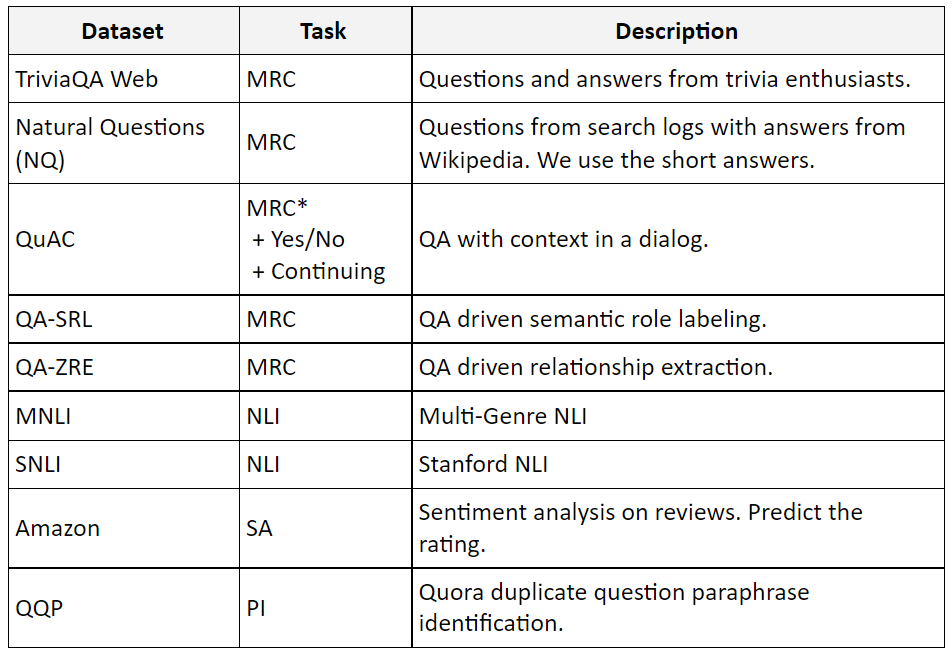 Dataset Task Description
TriviaQA Web MRC Questions and answers from trivia enthusiasts.
Natural Questions
(NQ)
MRC
Questions from search logs with answers from
Wikipedia. We use the short answers.
QuAC
MRC*
+ Yes/No
+ Continuing
QA with context in a dialog.
QA-SRL MRC QA driven semantic role labeling.
QA-ZRE MRC QA driven relationship extraction.
MNLI NLI Multi-Genre NLI
SNLI NLI Stanford NLI
Amazon SA
Sentiment analysis on reviews. Predict the
rating.
QQP PI
Quora duplicate question paraphrase
identification.